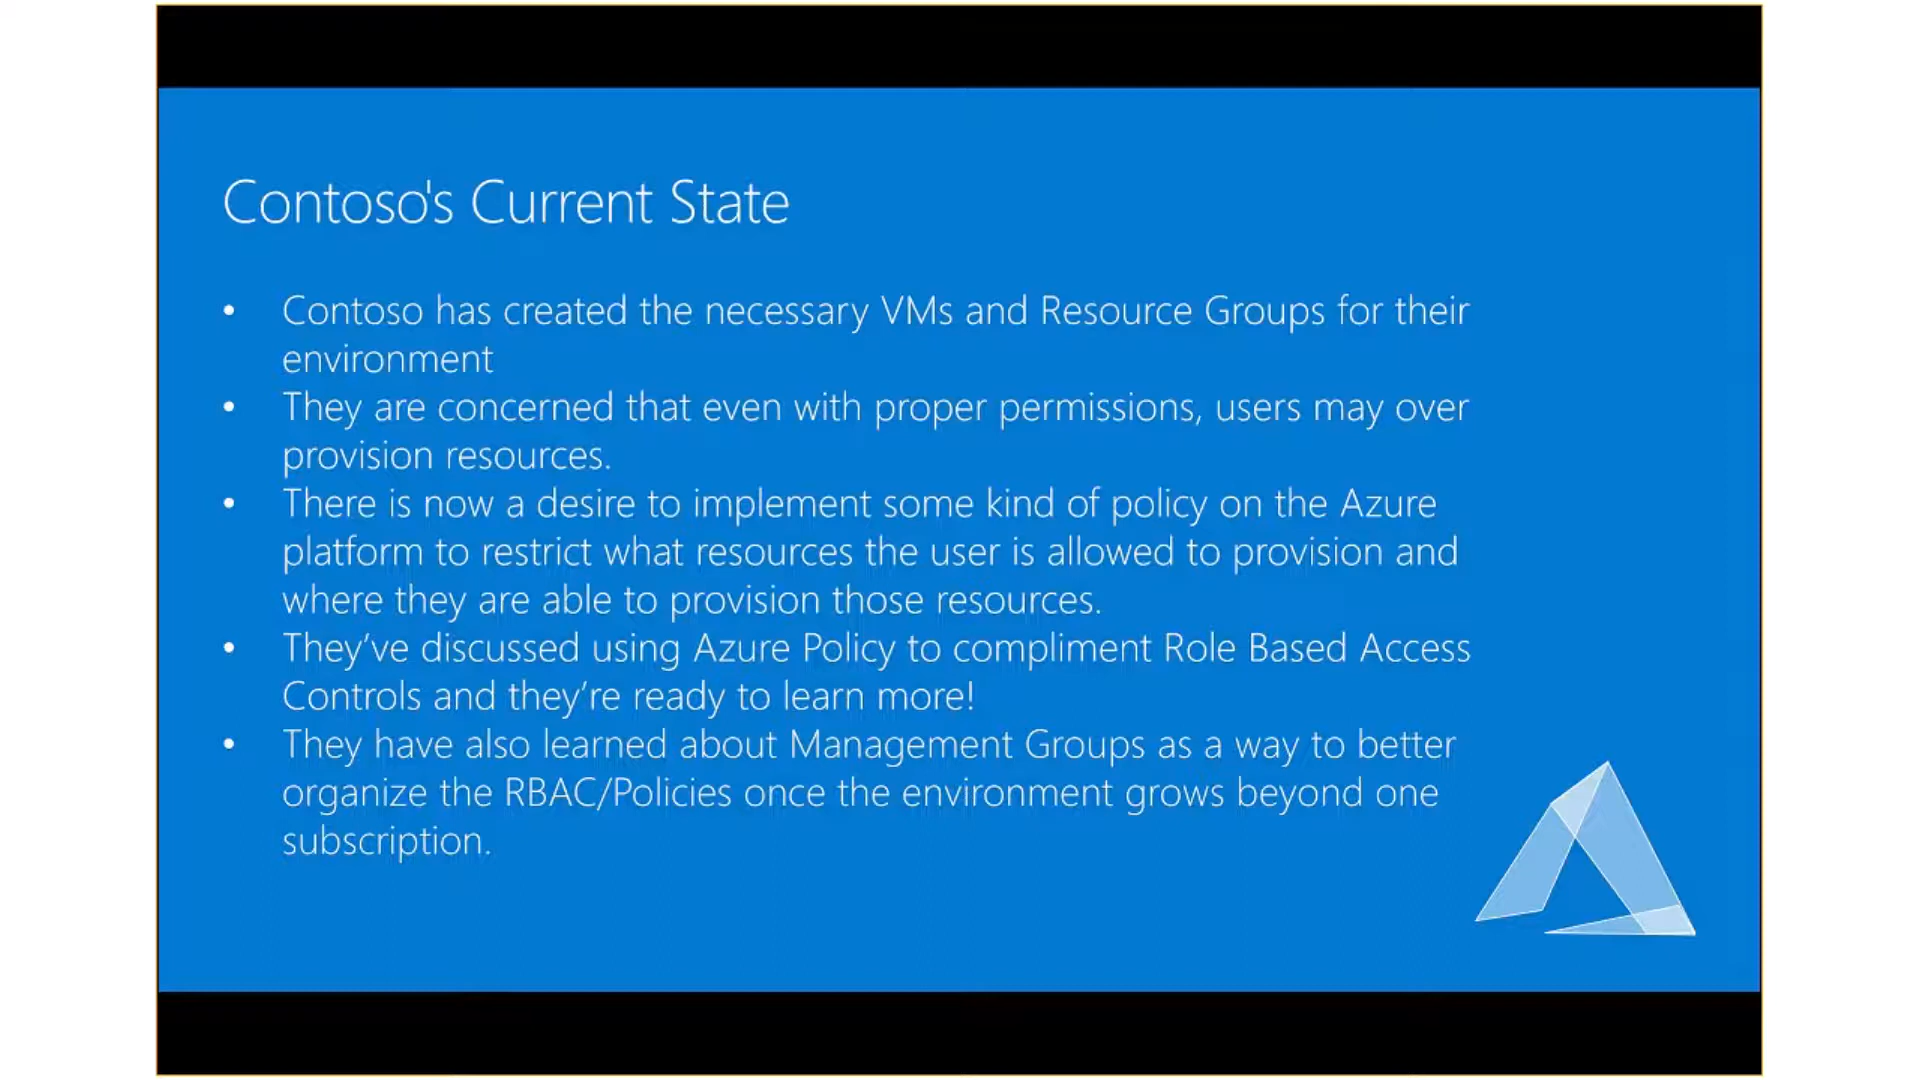 Contoso's Current State
• Contoso has created the necessary VMs and Resource Groups for their
environment
• They are concerned that even with proper permissions, users may over
provision resources.
• There is now a desire to implement some kind of policy on the Azure
platform to restrict what resources the user is allowed to provision and
where they are able to provision those resources.
• They’ve discussed using Azure Policy to compliment Role Based Access
Controls and they’re ready to learn more!
• They have also learned about Management Groups as a way to better
organize the RBAC/Policies once the environment grows beyond one
subscription.